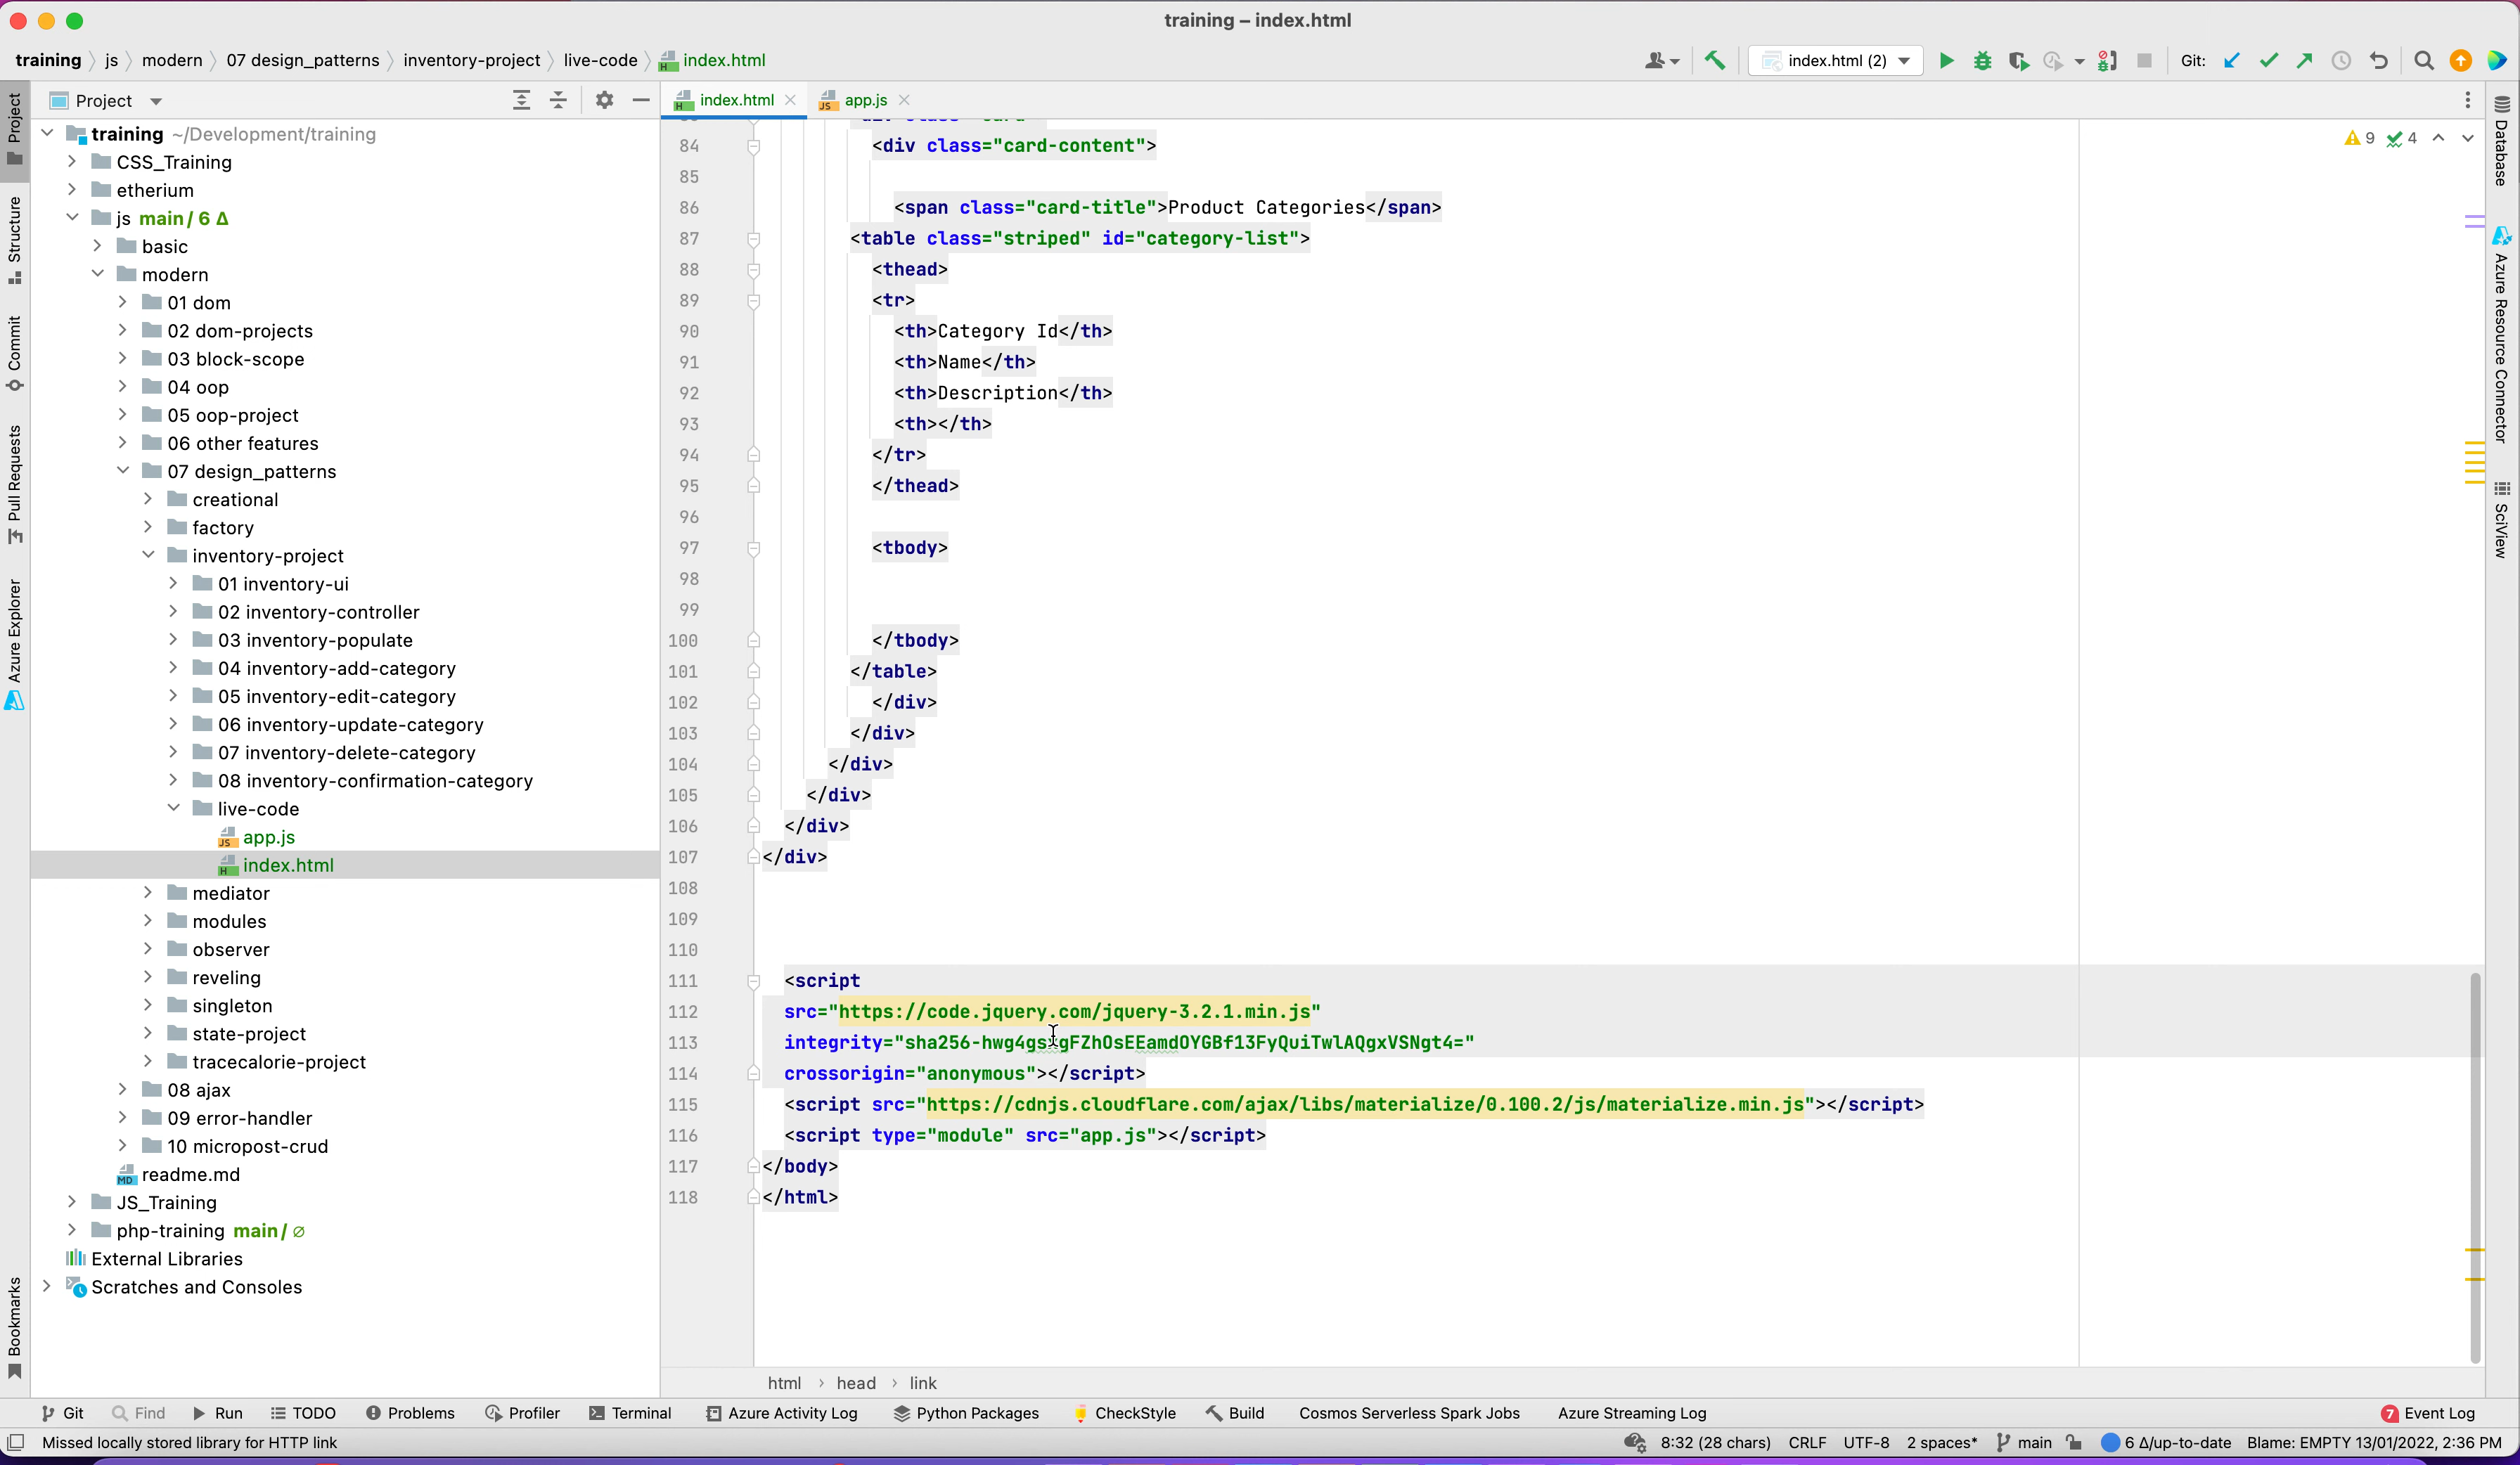 training – index.html
training js modern 07 design_patterns inventory-project live-code index.html
index.html (2)
Git:
Project
index.html
app.js
training ~/Development/training
CSS_Training
etherium
js main / 6 Δ
basic
modern
01 dom
02 dom-projects
03 block-scope
04 oop
05 oop-project
06 other features
07 design_patterns
creational
factory
inventory-project
01 inventory-ui
02 inventory-controller
03 inventory-populate
04 inventory-add-category
05 inventory-edit-category
06 inventory-update-category
07 inventory-delete-category
08 inventory-confirmation-category
live-code
app.js
index.html
mediator
modules
observer
reveling
singleton
state-project
tracecalorie-project
08 ajax
09 error-handler
10 micropost-crud
readme.md
JS_Training
php-training main / ∅
External Libraries
Scratches and Consoles
Project
Structure
Commit
Pull Requests
Azure Explorer
Bookmarks
84 <div class="card-content">
85
86 <span class="card-title">Product Categories</span>
87 <table class="striped" id="category-list">
88 <thead>
89 <tr>
90 <th>Category Id</th>
91 <th>Name</th>
92 <th>Description</th>
93 <th></th>
94 </tr>
95 </thead>
96
97 <tbody>
98
99
100 </tbody>
101 </table>
102 </div>
103 </div>
104 </div>
105 </div>
106 </div>
107 </div>
108
109
110
111 <script
112 src="https://code.jquery.com/jquery-3.2.1.min.js"
113 integrity="sha256-hwg4gsxgFZhOsEEamdOYGBf13FyQuiTwlAQgxVSNgt4="
114 crossorigin="anonymous"></script>
115 <script src="https://cdnjs.cloudflare.com/ajax/libs/materialize/0.100.2/js/materialize.min.js"></script>
116 <script type="module" src="app.js"></script>
117 </body>
118 </html>
9 4
Database
Azure Resource Connector
SciView
html head link
Git Find Run TODO Problems Profiler Terminal Azure Activity Log Python Packages CheckStyle Build Cosmos Serverless Spark Jobs Azure Streaming Log 7 Event Log
Missed locally stored library for HTTP link 8:32 (28 chars) CRLF UTF-8 2 spaces* main 6 Δ/up-to-date Blame: EMPTY 13/01/2022, 2:36 PM